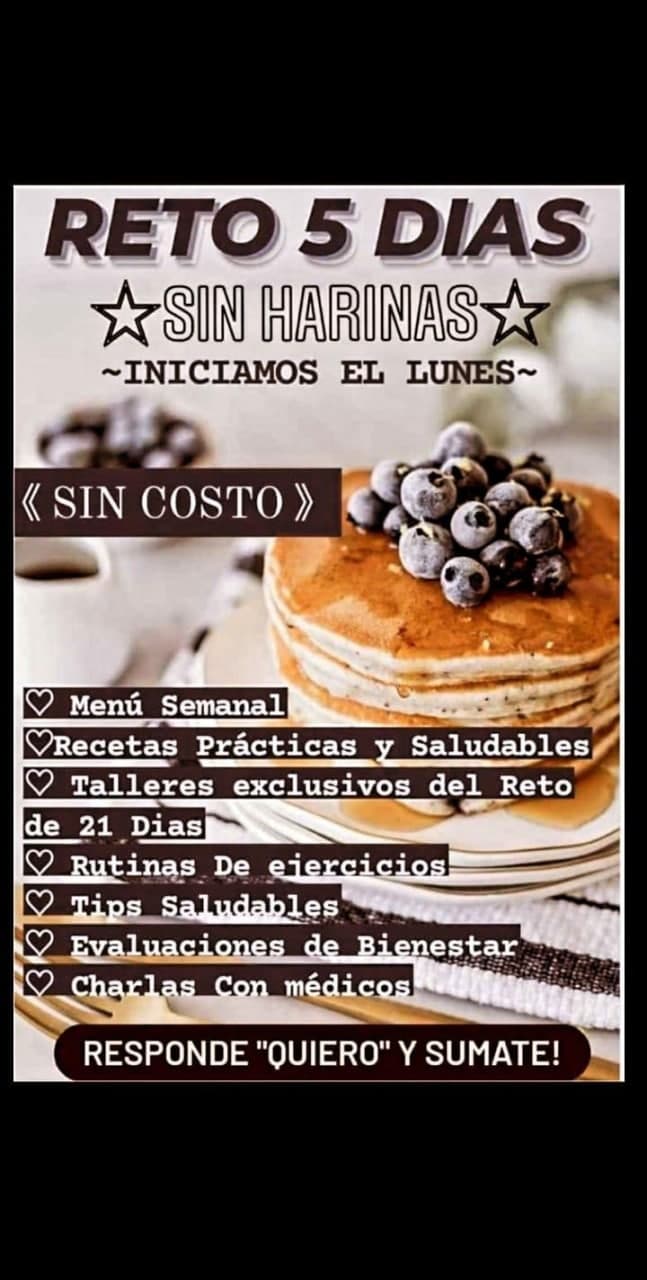 RETO 5 DIAS
☆SIN HARINAS☆
~INICIAMOS EL LUNES~
《 SIN COSTO 》
♡ Menú Semanal
♡Recetas Prácticas y Saludables
♡ Talleres exclusivos del Reto
de 21 Dias
♡ Rutinas De ejercicios
♡ Tips Saludables
♡ Evaluaciones de Bienestar
♡ Charlas Con médicos
RESPONDE "QUIERO" Y SUMATE!